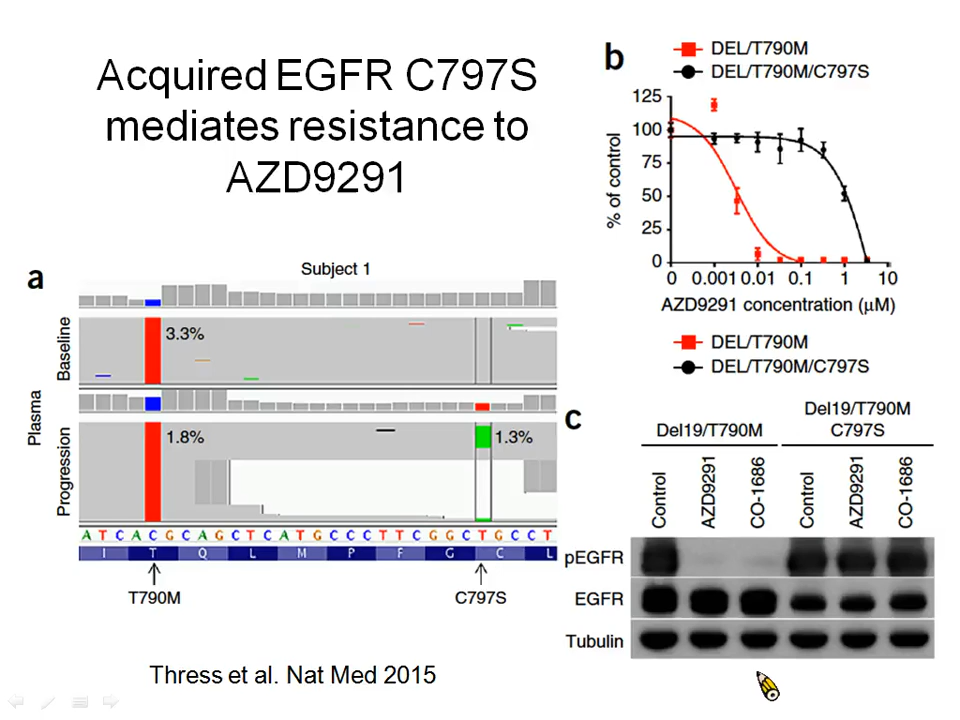 Acquired EGFR C797S
mediates resistance to
AZD9291
a
Subject 1
Plasma
Baseline
3.3%
Progression
1.8%
1.3%
A T C A C G C A G C T C A T G C C C T T C G G C T G C C T
I T Q L M P F G C L
T790M
C797S
Thress et al. Nat Med 2015
b
DEL/T790M
DEL/T790M/C797S
% of control
125
100
75
50
25
0
0 0.001 0.01 0.1 1 10
AZD9291 concentration (μM)
DEL/T790M
DEL/T790M/C797S
c
Del19/T790M
Del19/T790M
C797S
Control
AZD9291
CO-1686
Control
AZD9291
CO-1686
pEGFR
EGFR
Tubulin